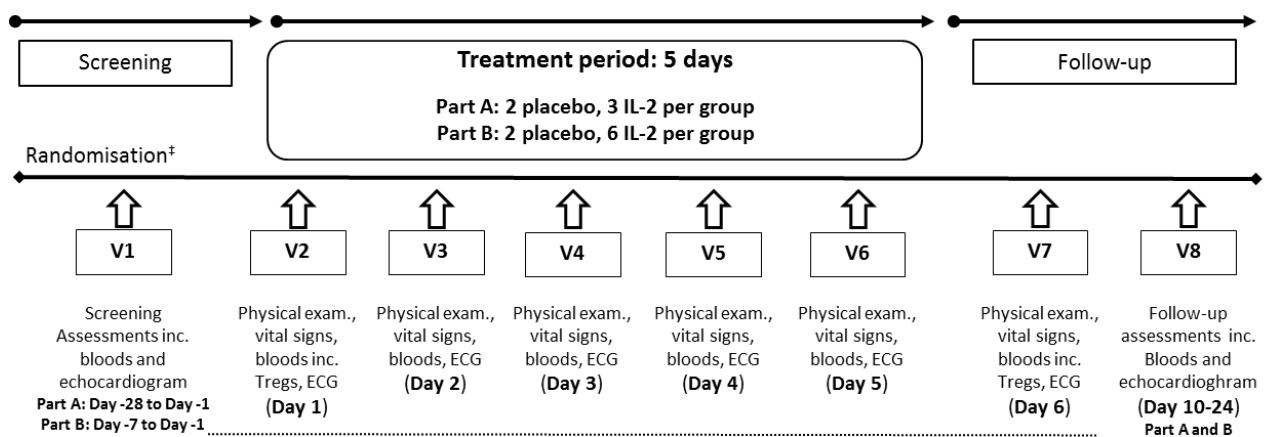 Screening
Treatment period: 5 days
Part A: 2 placebo, 3 IL-2 per group
Part B: 2 placebo, 6 IL-2 per group
Follow-up
Randomisation‡
V1
V2
V3
V4
V5
V6
V7
V8
Screening
Assessments inc.
bloods and
echocardiogram
Part A: Day -28 to Day -1
Part B: Day -7 to Day -1
Physical exam.,
vital signs,
bloods inc.
Tregs, ECG
(Day 1)
Physical exam.,
vital signs,
bloods, ECG
(Day 2)
Physical exam.,
vital signs,
bloods, ECG
(Day 3)
Physical exam.,
vital signs,
bloods, ECG
(Day 4)
Physical exam.,
vital signs,
bloods, ECG
(Day 5)
Physical exam.,
vital signs,
bloods inc.
Tregs, ECG
(Day 6)
Follow-up
assessments inc.
Bloods and
echocardioghram
(Day 10-24)
Part A and B